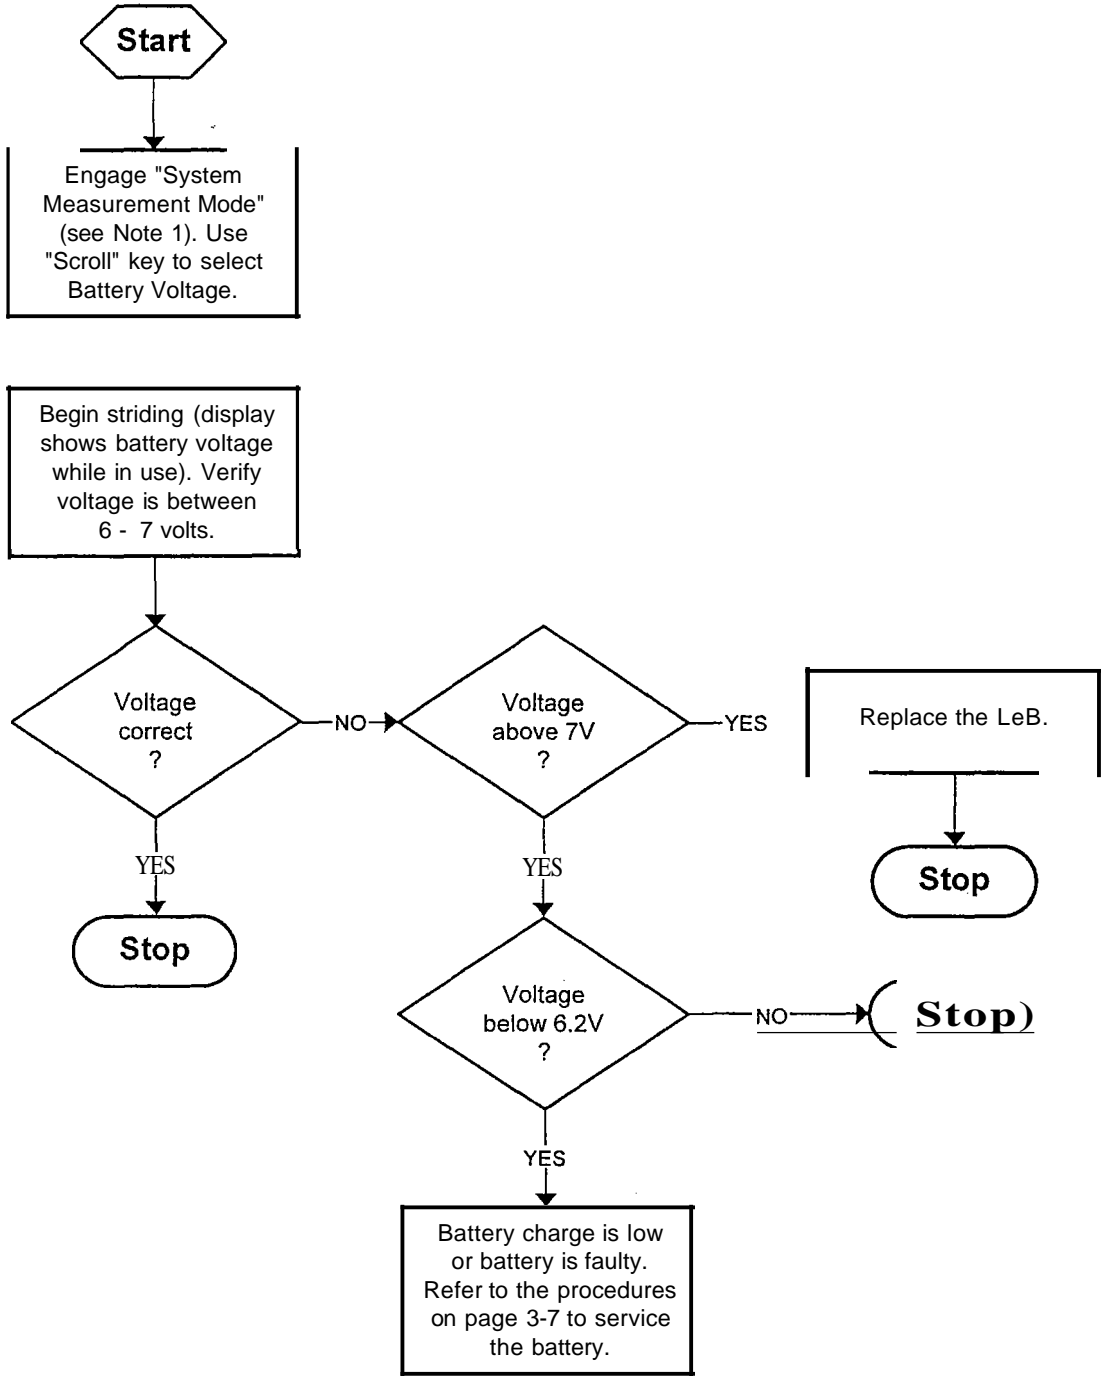 Start
Engage "System
Measurement Mode"
(see Note 1). Use
"Scroll" key to select
Battery Voltage.
Begin striding (display
shows battery voltage
while in use). Verify
voltage is between
6 - 7 volts.
Voltage
correct
?
NO
Voltage
above 7V
?
YES
Replace the LeB.
Stop
YES
Stop
YES
Voltage
below 6.2V
?
NO
Stop)
YES
Battery charge is low
or battery is faulty.
Refer to the procedures
on page 3-7 to service
the battery.